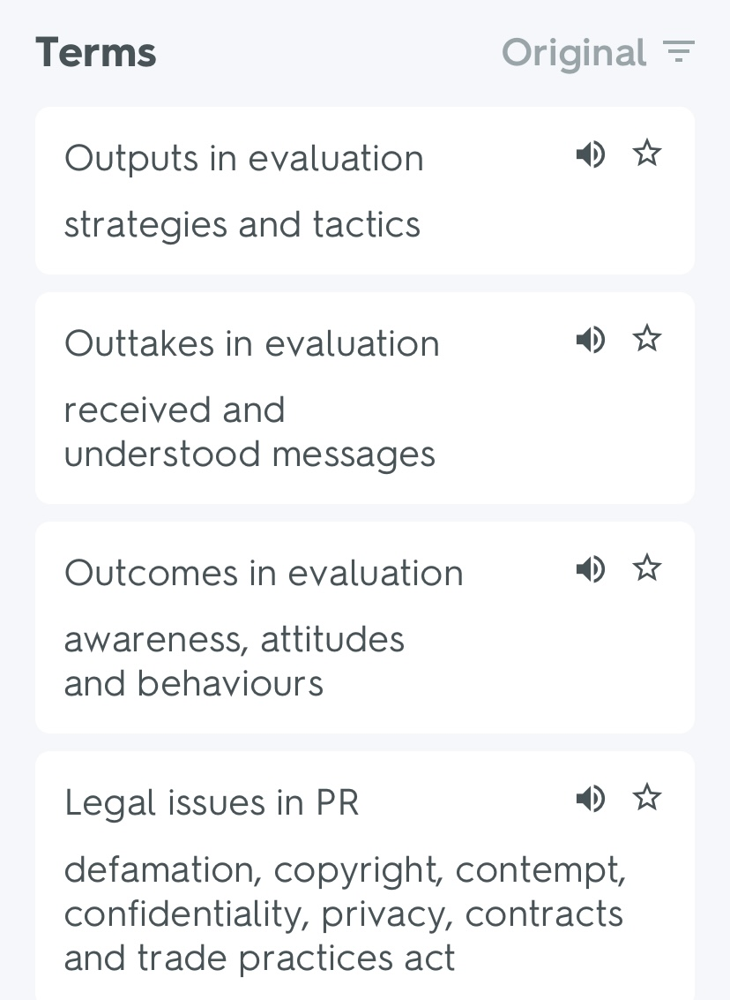 Terms
Original
Outputs in evaluation
strategies and tactics
Outtakes in evaluation
received and
understood messages
Outcomes in evaluation
awareness, attitudes
and behaviours
Legal issues in PR
defamation, copyright, contempt,
confidentiality, privacy, contracts
and trade practices act